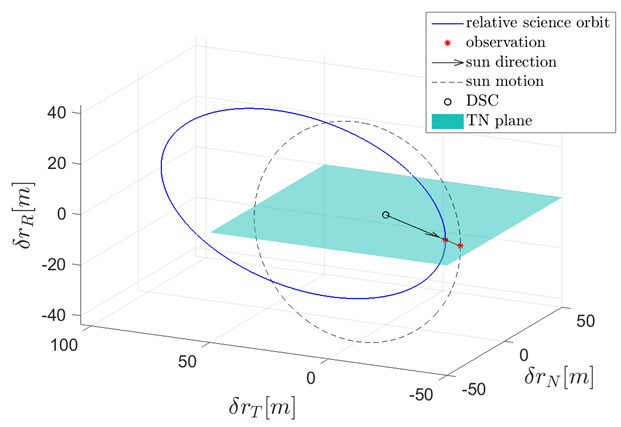 relative science orbit
observation
sun direction
sun motion
DSC
TN plane
40
20
0
-20
-40
δr_R[m]
100
50
0
-50
δr_T[m]
-50
0
50
δr_N[m]